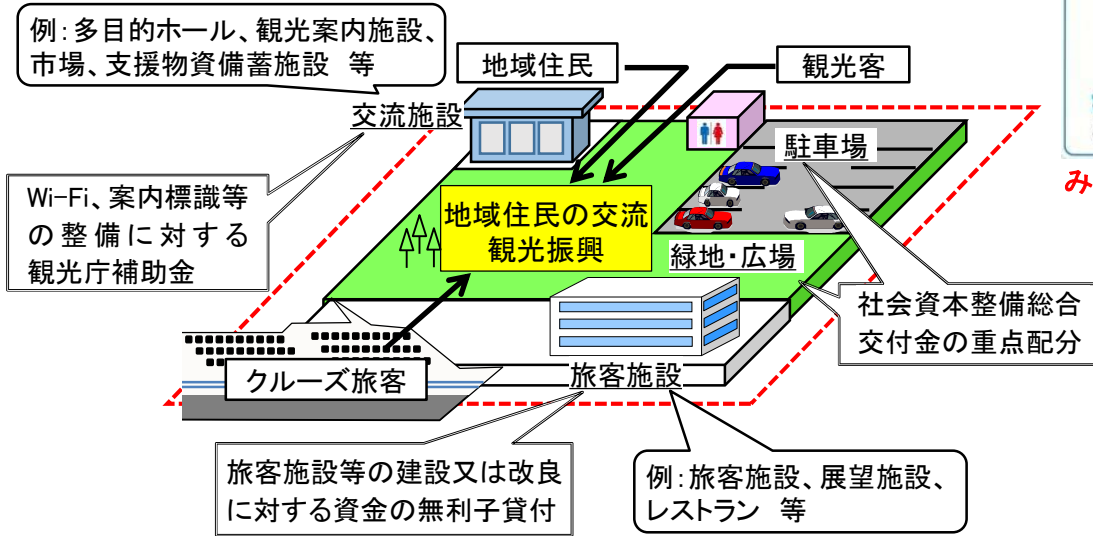 例：多目的ホール、観光案内施設、
市場、支援物資備蓄施設　等
地域住民
観光客
交流施設
駐車場
Wi-Fi、案内標識等
の整備に対する
観光庁補助金
地域住民の交流
観光振興
緑地・広場
社会資本整備総合
交付金の重点配分
クルーズ旅客
旅客施設
旅客施設等の建設又は改良
に対する資金の無利子貸付
例：旅客施設、展望施設、
レストラン　等
み